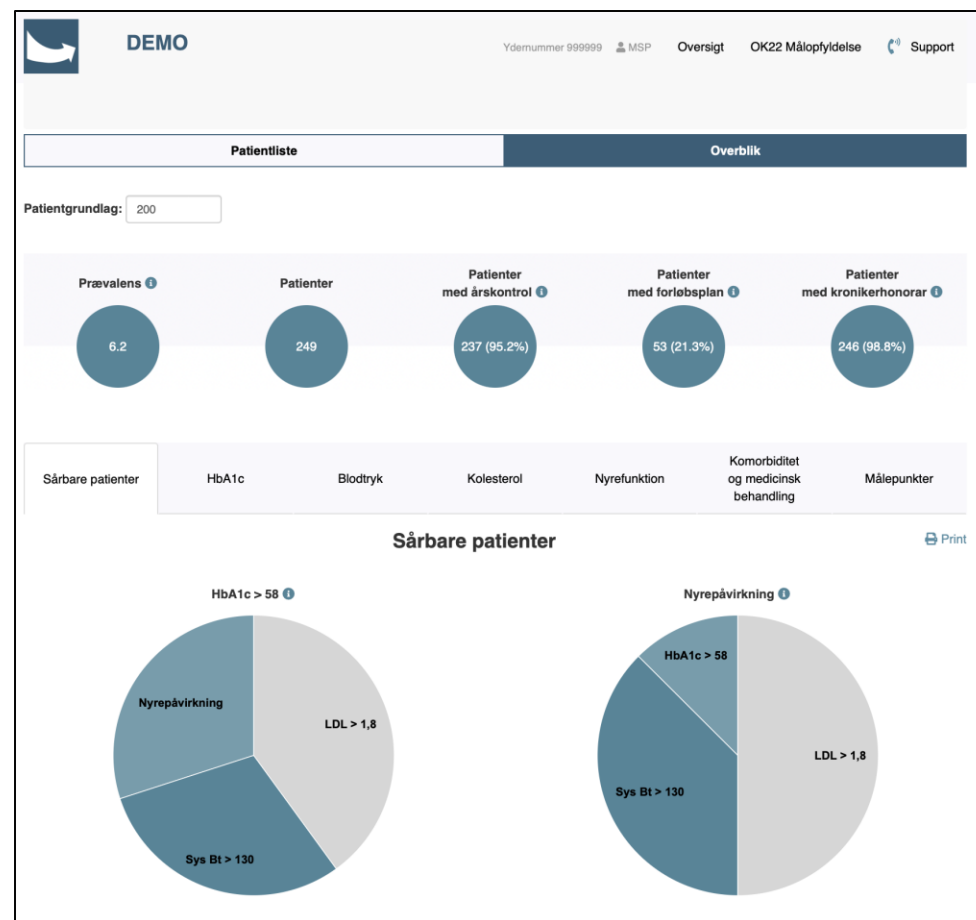 DEMO
Ydernummer 999999 MSP Oversigt OK22 Målopfyldelse Support
Patientliste Overblik
Patientgrundlag: 200
Prævalens
6.2
Patienter
249
Patienter
med årskontrol
237 (95.2%)
Patienter
med forløbsplan
53 (21.3%)
Patienter
med kronikerhonorar
246 (98.8%)
Sårbare patienter
HbA1c
Blodtryk
Kolesterol
Nyrefunktion
Komorbiditet
og medicinsk
behandling
Målepunkter
Sårbare patienter
Print
HbA1c > 58
Nyrepåvirkning
LDL > 1,8
Sys Bt > 130
Nyrepåvirkning
HbA1c > 58
LDL > 1,8
Sys Bt > 130